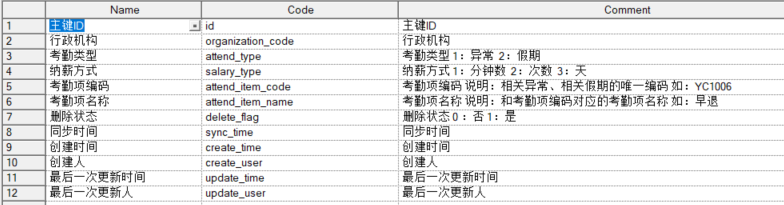 Name Code Comment
1 主键ID id 主键ID
2 行政机构 organization_code 行政机构
3 考勤类型 attend_type 考勤类型 1：异常 2：假期
4 纳薪方式 salary_type 纳薪方式 1：分钟数 2：次数 3：天
5 考勤项编码 attend_item_code 考勤项编码 说明：相关异常、相关假期的唯一编码 如：YC1006
6 考勤项名称 attend_item_name 考勤项名称 说明：和考勤项编码对应的考勤项名称 如：早退
7 删除状态 delete_flag 删除状态 0：否 1：是
8 同步时间 sync_time 同步时间
9 创建时间 create_time 创建时间
10 创建人 create_user 创建人
11 最后一次更新时间 update_time 最后一次更新时间
12 最后一次更新人 update_user 最后一次更新人